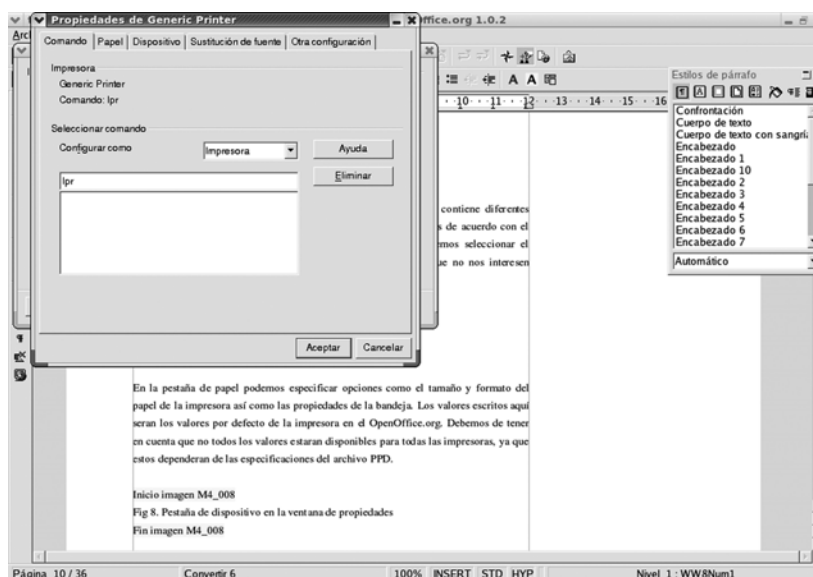 Propiedades de Generic Printer
ffice.org 1.0.2
Comando Papel Dispositivo Sustitución de fuente Otra configuración
Impresora
Generic Printer
Comando: lpr
Seleccionar comando
Configurar como Impresora Ayuda
Eliminar
lpr
Aceptar Cancelar
10 11 12 13 14 15 16
Estilos de párrafo
Confrontación
Cuerpo de texto
Cuerpo de texto con sangrí
Encabezado
Encabezado 1
Encabezado 10
Encabezado 2
Encabezado 3
Encabezado 4
Encabezado 5
Encabezado 6
Encabezado 7
Automático
contiene diferentes
s de acuerdo con el
mos seleccionar el
ue no nos interesen
En la pestaña de papel podemos especificar opciones como el tamaño y formato del
papel de la impresora así como las propiedades de la bandeja. Los valores escritos aquí
seran los valores por defecto de la impresora en el OpenOffice.org. Debemos de tener
en cuenta que no todos los valores estaran disponibles para todas las impresoras, ya que
estos dependeran de las especificaciones del archivo PPD.
Inicio imagen M4_008
Fig 8. Pestaña de dispositivo en la ventana de propiedades
Fin imagen M4_008
Página 10 / 36 Convertir 6 100% INSERT STD HYP Nivel 1 : WW8Num1